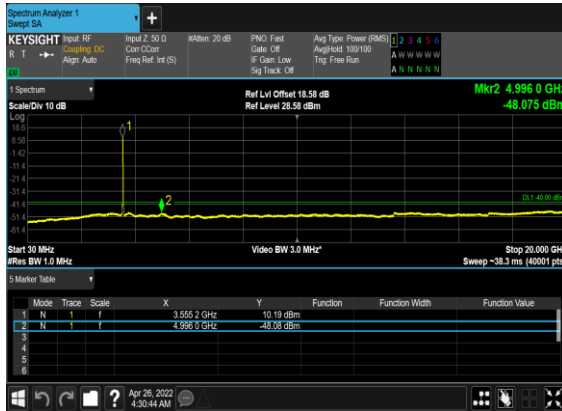 Spectrum Analyzer 1
Swept SA
+
KEYSIGHT Input: RF Input Z: 50 Ω #Atten: 20 dB PNO: Fast Avg Type: Power (RMS) 1 2 3 4 5 6
R T Coupling: DC Corr CCorr Gate: Off Avg|Hold: 100/100 A W W W W W
Align: Auto Freq Ref: Int (S) IF Gain: Low Trig: Free Run
LXI Sig Track: Off A N N N N N
1 Spectrum Ref Lvl Offset 18.58 dB Mkr2 4.996 0 GHz
Scale/Div 10 dB Ref Level 28.58 dBm -48.075 dBm
Log
18.6
1
8.58
-1.42
-11.4
-21.4
-31.4
DL1 -40.00 dBm
-41.4
2
-51.4
-61.4
Start 30 MHz Video BW 3.0 MHz* Stop 20.000 GHz
#Res BW 1.0 MHz Sweep ~38.3 ms (40001 pts)
5 Marker Table
Mode Trace Scale X Y Function Function Width Function Value
1 N 1 f 3.555 2 GHz 10.19 dBm
2 N 1 f 4.996 0 GHz -48.08 dBm
3
4
5
6
? Apr 26, 2022
4:30:44 AM